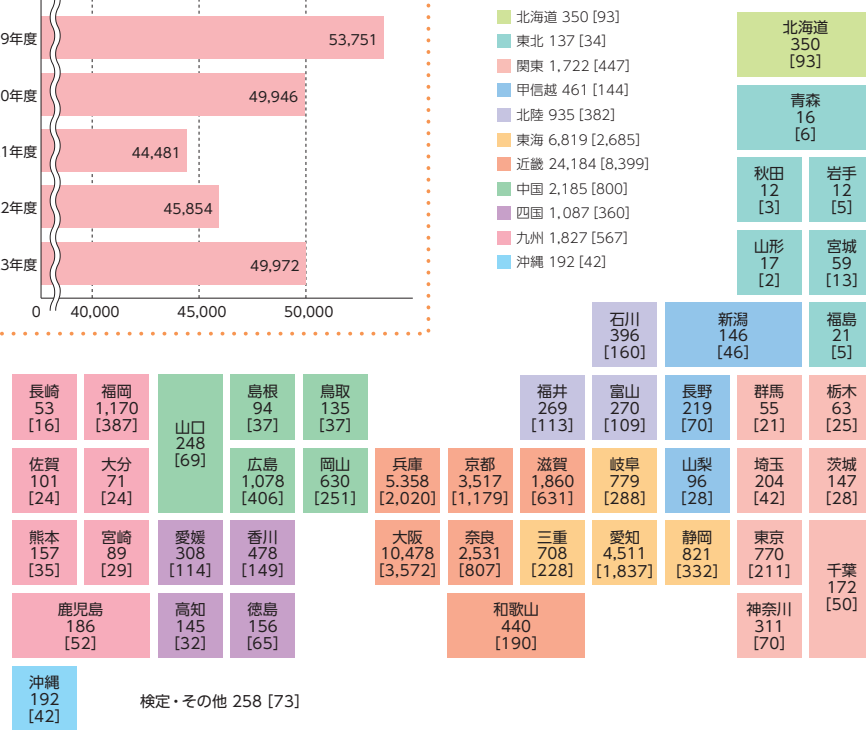 9年度
53,751
0年度
49,946
1年度
44,481
2年度
45,854
3年度
49,972
0
40,000
45,000
50,000
北海道 350 [93]
東北 137 [34]
関東 1,722 [447]
甲信越 461 [144]
北陸 935 [382]
東海 6,819 [2,685]
近畿 24,184 [8,399]
中国 2,185 [800]
四国 1,087 [360]
九州 1,827 [567]
沖縄 192 [42]
北海道
350
[93]
青森
16
[6]
秋田
12
[3]
岩手
12
[5]
山形
17
[2]
宮城
59
[13]
石川
396
[160]
新潟
146
[46]
福島
21
[5]
長崎
53
[16]
福岡
1,170
[387]
山口
248
[69]
島根
94
[37]
鳥取
135
[37]
福井
269
[113]
富山
270
[109]
長野
219
[70]
群馬
55
[21]
栃木
63
[25]
佐賀
101
[24]
大分
71
[24]
広島
1,078
[406]
岡山
630
[251]
兵庫
5.358
[2,020]
京都
3,517
[1,179]
滋賀
1,860
[631]
岐阜
779
[288]
山梨
96
[28]
埼玉
204
[42]
茨城
147
[28]
熊本
157
[35]
宮崎
89
[29]
愛媛
308
[114]
香川
478
[149]
大阪
10,478
[3,572]
奈良
2,531
[807]
三重
708
[228]
愛知
4,511
[1,837]
静岡
821
[332]
東京
770
[211]
千葉
172
[50]
鹿児島
186
[52]
高知
145
[32]
徳島
156
[65]
和歌山
440
[190]
神奈川
311
[70]
沖縄
192
[42]
検定・その他 258 [73]